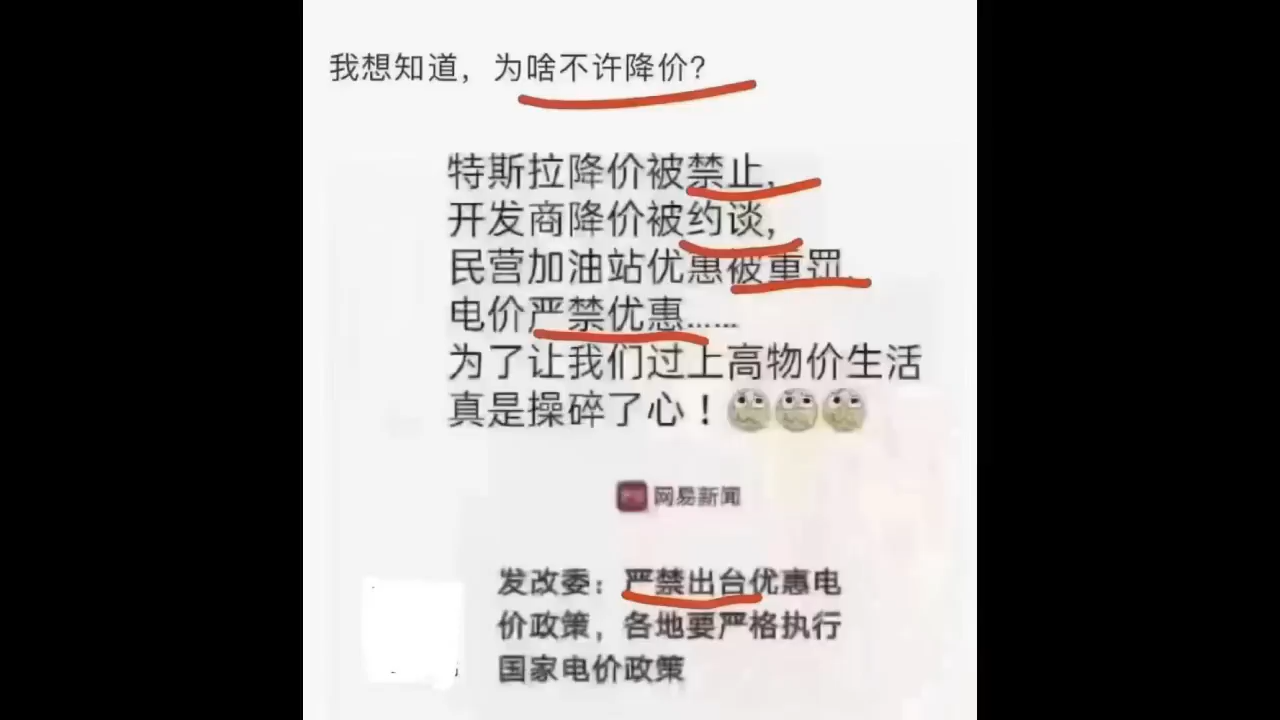 我想知道，为啥不许降价？
特斯拉降价被禁止，
开发商降价被约谈，
民营加油站优惠被重罚，
电价严禁优惠……
为了让我们过上高物价生活
真是操碎了心！
网易新闻
发改委：严禁出台优惠电
价政策，各地要严格执行
国家电价政策